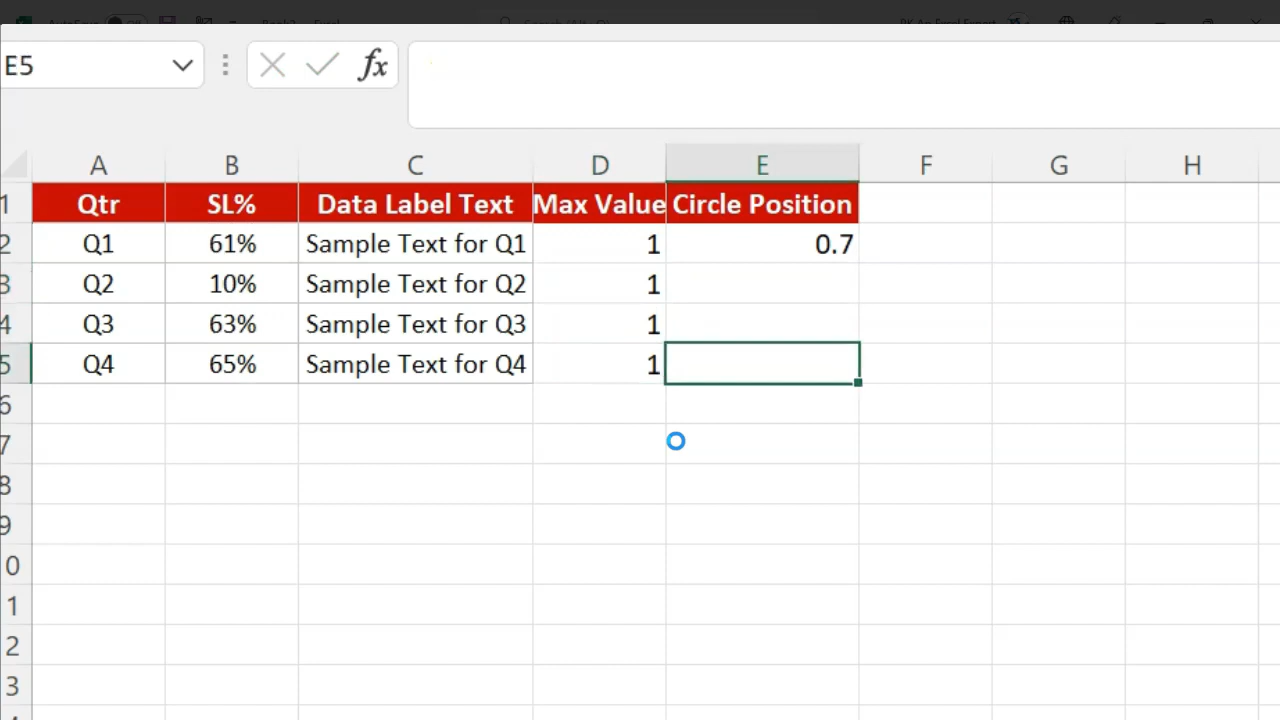 E5
fx
A B C D E F G H
1 Qtr SL% Data Label Text Max Value Circle Position
2 Q1 61% Sample Text for Q1 1 0.7
3 Q2 10% Sample Text for Q2 1
4 Q3 63% Sample Text for Q3 1
5 Q4 65% Sample Text for Q4 1
6
7
8
9
0
1
2
3